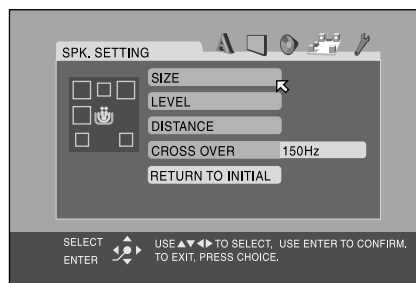 SPK. SETTING
SIZE
LEVEL
DISTANCE
CROSS OVER 150Hz
RETURN TO INITIAL
SELECT
ENTER
USE ▲▼◀▶ TO SELECT, USE ENTER TO CONFIRM.
TO EXIT, PRESS CHOICE.